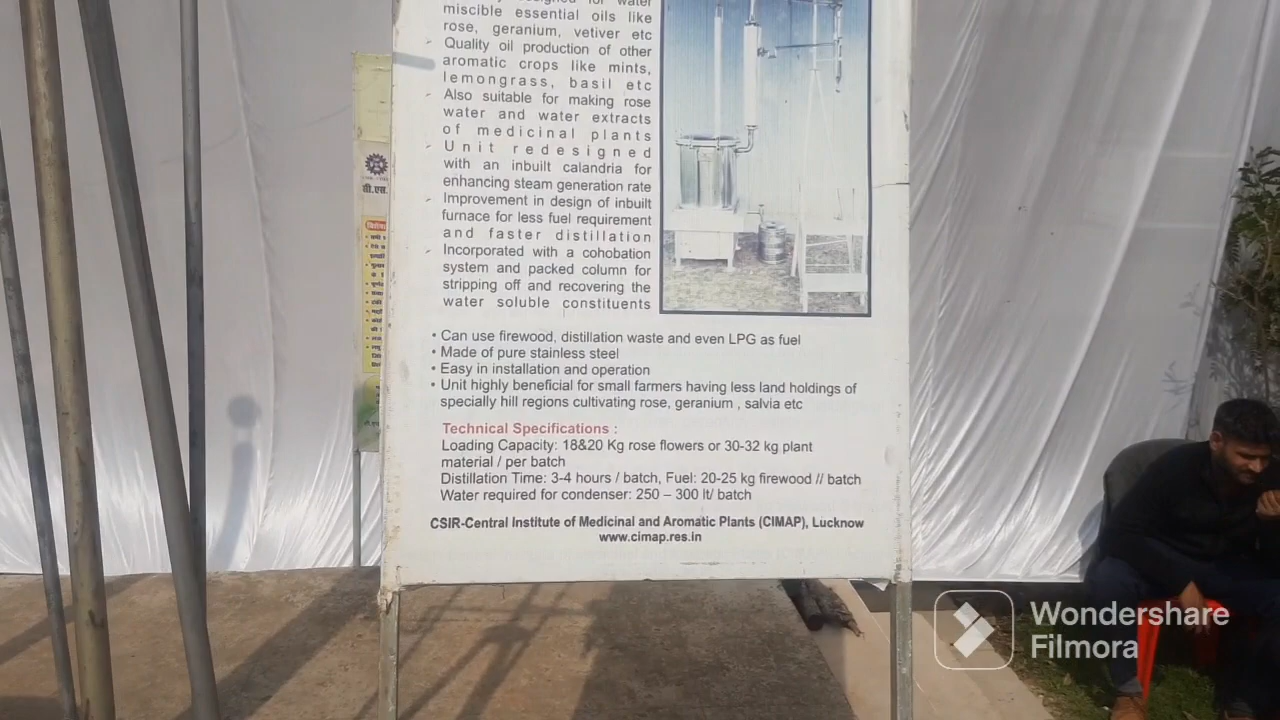 miscible essential oils like
rose, geranium, vetiver etc
Quality oil production of other
aromatic crops like mints,
lemongrass, basil etc
Also suitable for making rose
water and water extracts
of medicinal plants
Unit redesigned
with an inbuilt calandria for
enhancing steam generation rate
Improvement in design of inbuilt
furnace for less fuel requirement
and faster distillation
Incorporated with a cohobation
system and packed column for
stripping off and recovering the
water soluble constituents
• Can use firewood, distillation waste and even LPG as fuel
• Made of pure stainless steel
• Easy in installation and operation
• Unit highly beneficial for small farmers having less land holdings of
specially hill regions cultivating rose, geranium , salvia etc
Technical Specifications :
Loading Capacity: 18&20 Kg rose flowers or 30-32 kg plant
material / per batch
Distillation Time: 3-4 hours / batch, Fuel: 20-25 kg firewood // batch
Water required for condenser: 250 – 300 lt/ batch
CSIR-Central Institute of Medicinal and Aromatic Plants (CIMAP), Lucknow
www.cimap.res.in
सी.एस.
Wondershare
Filmora